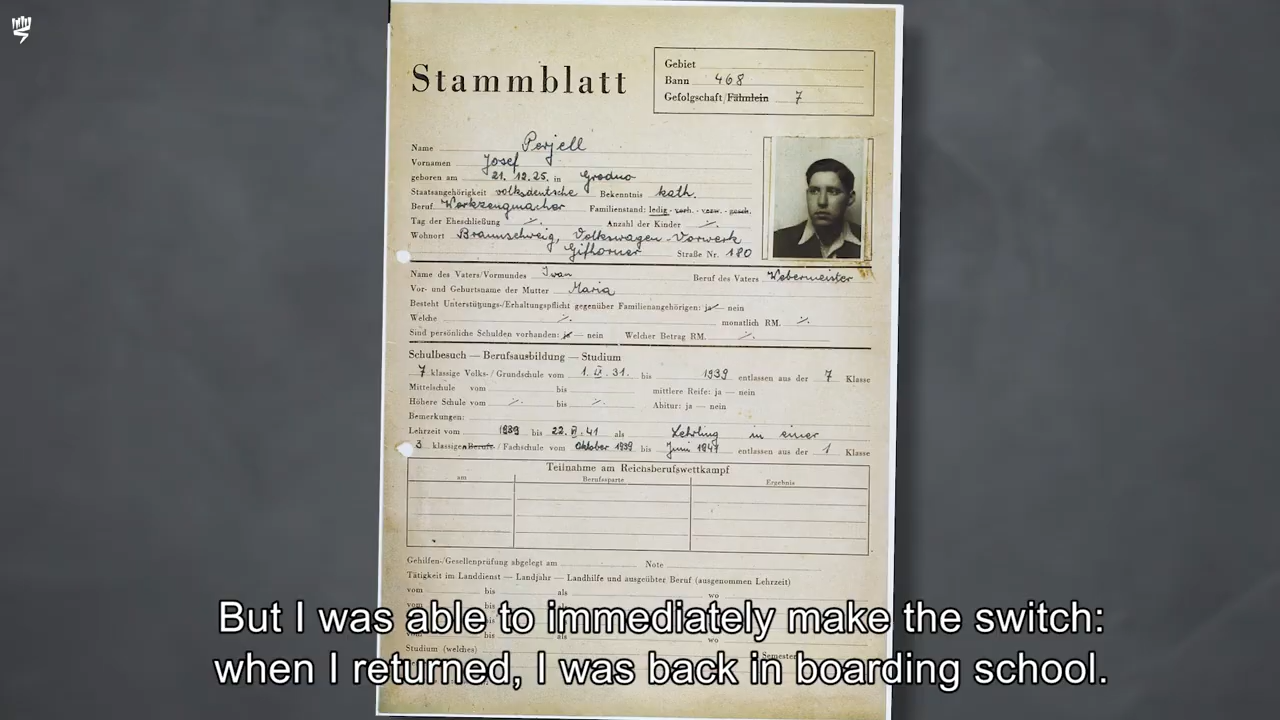 Stammblatt
Gebiet
Bann 468
Gefolgschaft/Fähnlein 7
Name Perjell
Vornamen Josef
geboren am 21. 12. 25. in Grodno
Staatsangehörigkeit volksdeutsche Bekenntnis kath.
Beruf Werkzeugmacher Familienstand: ledig - verh. - verw. - gesch.
Tag der Eheschließung ./. Anzahl der Kinder ./.
Wohnort Braunschweig, Volkswagen-Vorwerk
Gifhorner Straße Nr. 180
Name des Vaters/Vormundes Ivan Beruf des Vaters Webermeister
Vor- und Geburtsname der Mutter Maria
Besteht Unterstützungs-/Erhaltungspflicht gegenüber Familienangehörigen: ja — nein
Welche ./. monatlich RM. ./.
Sind persönliche Schulden vorhanden: ja — nein Welcher Betrag RM. ./.
Schulbesuch — Berufsausbildung — Studium
7 klassige Volks-/Grundschule vom 1. 31. bis 1939 entlassen aus der 7 Klasse
Mittelschule vom bis mittlere Reife: ja — nein
Höhere Schule vom ./. bis ./. Abitur: ja — nein
Bemerkungen:
Lehrzeit vom 1939 bis 22. 41 als Lehrling in einer
3 klassigen Berufs- / Fachschule vom Oktober 1939 bis Juni 1941 entlassen aus der 1 Klasse
Teilnahme am Reichsberufswettkampf
am Berufssparte Ergebnis
Gehilfen-/Gesellenprüfung abgelegt am Note
Tätigkeit im Landdienst — Landjahr — Landhilfe und ausgeübter Beruf (ausgenommen Lehrzeit)
vom bis als wo
vom bis
But I was able to immediately make the switch:
bis als wo
Studium (welches) Semester
when I returned, I was back in boarding school.